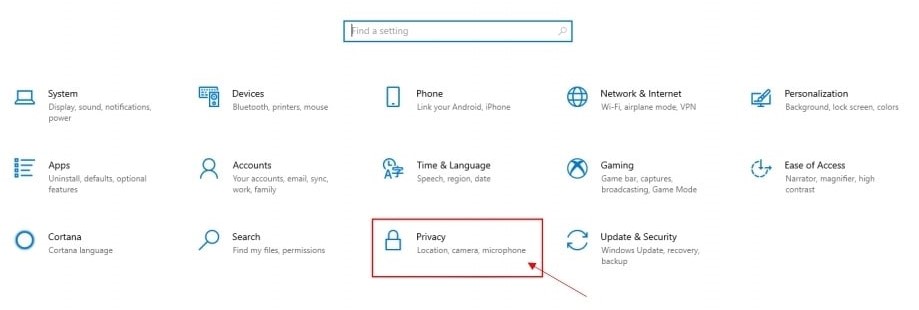 Find a setting
System
Display, sound, notifications,
power
Devices
Bluetooth, printers, mouse
Phone
Link your Android, iPhone
Network & Internet
Wi-Fi, airplane mode, VPN
Personalization
Background, lock screen, colors
Apps
Uninstall, defaults, optional
features
Accounts
Your accounts, email, sync,
work, family
Time & Language
Speech, region, date
Gaming
Game bar, captures,
broadcasting, Game Mode
Ease of Access
Narrator, magnifier, high
contrast
Cortana
Cortana language
Search
Find my files, permissions
Privacy
Location, camera, microphone
Update & Security
Windows Update, recovery,
backup